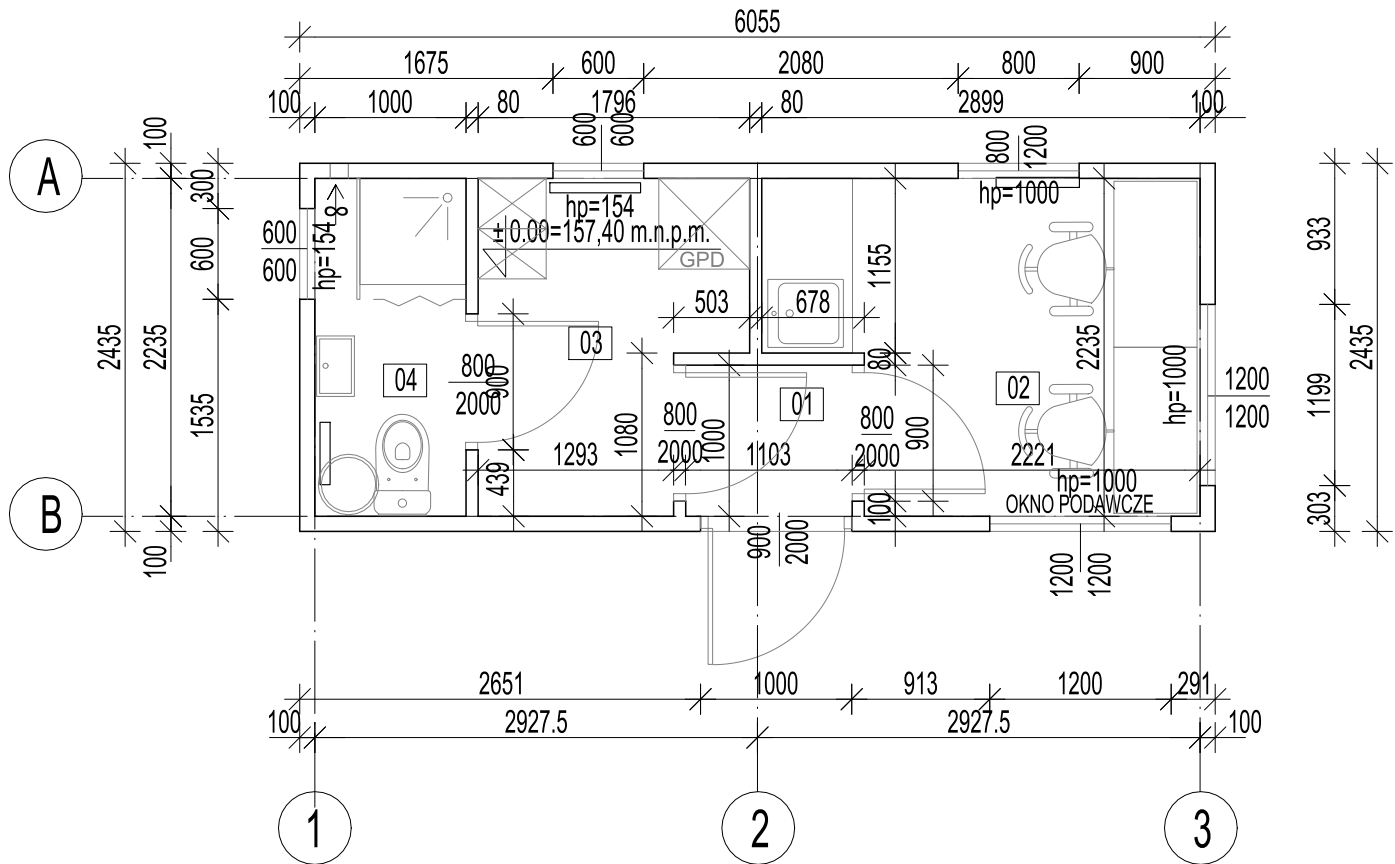 6055
1675 600 2080 800 900
100 1000 80 1796 80 2899 100
600
600
800
1200
A
100
300
600
1535
2435
2235
100
600
600
hp=154
8
hp=154
± 0.00=157,40 m.n.p.m.
GPD
hp=1000
503 678
1155
80
2235
933
1199
303
2435
03
04
01
02
800
2000
900
800
2000
800
2000
900
1080
1000
hp=1000
1200
1200
1293 1103 2221
439
100
hp=1000
OKNO PODAWCZE
B
900
2000
1200
1200
2651 1000 913 1200 291
100 2927.5 2927.5 100
1 2 3